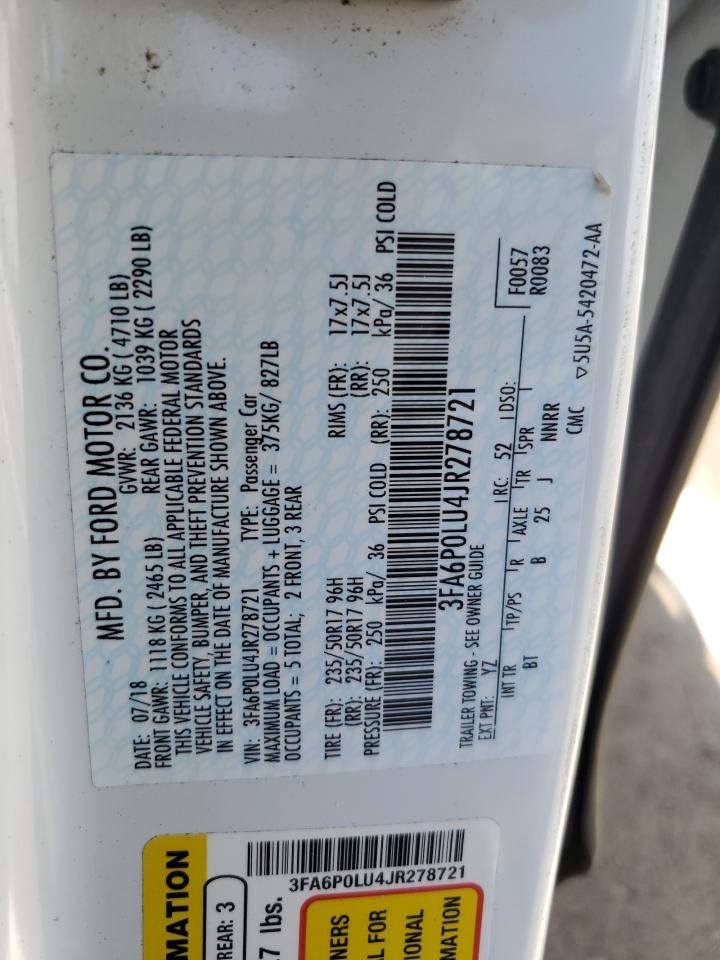 MFD. BY FORD MOTOR CO.
DATE: 07/18 GVWR: 2136 KG ( 4710 LB)
FRONT GAWR: 1118 KG ( 2465 LB) REAR GAWR: 1039 KG ( 2290 LB)
THIS VEHICLE CONFORMS TO ALL APPLICABLE FEDERAL MOTOR
VEHICLE SAFETY, BUMPER, AND THEFT PREVENTION STANDARDS
IN EFFECT ON THE DATE OF MANUFACTURE SHOWN ABOVE.
VIN: 3FA6P0LU4JR278721 TYPE: Passenger Car
MAXIMUM LOAD = OCCUPANTS + LUGGAGE = 375KG/ 827LB
OCCUPANTS = 5 TOTAL; 2 FRONT, 3 REAR
TIRE (FR): 235/50R17 96H RIMS (FR): 17x7.5J
(RR): 235/50R17 96H (RR): 17x7.5J
PRESSURE (FR): 250 kPa/ 36 PSI COLD (RR): 250 kPa/ 36 PSI COLD
3FA6P0LU4JR278721
TRAILER TOWING - SEE OWNER GUIDE
EXT PNT: YZ RC: 52 DSO: F0057
R0083
INT TR TP/PS R AXLE TR SPR
BT B 25 J NNRR
CMC
▽5U5A-5420472-AA
3FA6P0LU4JR278721
MATION
REAR: 3
7 lbs.
NERS
L FOR
IONAL
MATION